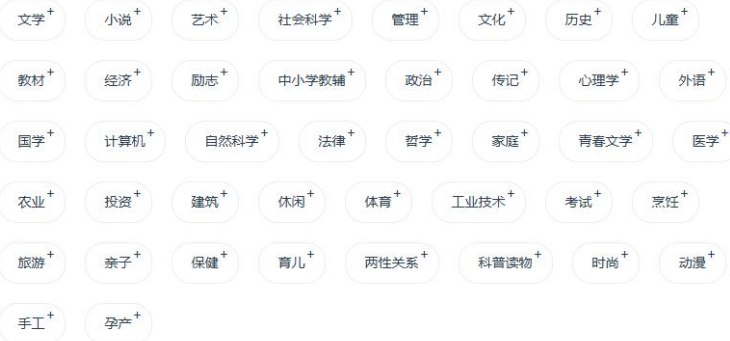 文学+ 小说+ 艺术+ 社会科学+ 管理+ 文化+ 历史+ 儿童+
教材+ 经济+ 励志+ 中小学教辅+ 政治+ 传记+ 心理学+ 外语+
国学+ 计算机+ 自然科学+ 法律+ 哲学+ 家庭+ 青春文学+ 医学+
农业+ 投资+ 建筑+ 休闲+ 体育+ 工业技术+ 考试+ 烹饪+
旅游+ 亲子+ 保健+ 育儿+ 两性关系+ 科普读物+ 时尚+ 动漫+
手工+ 孕产+